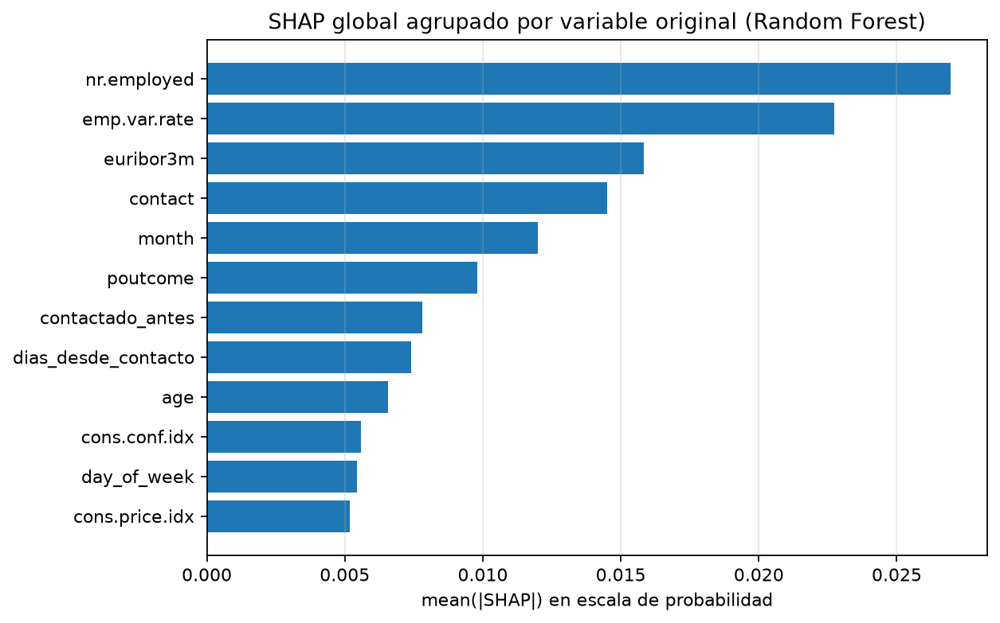 SHAP global agrupado por variable original (Random Forest)
nr.employed
emp.var.rate
euribor3m
contact
month
poutcome
contactado_antes
dias_desde_contacto
age
cons.conf.idx
day_of_week
cons.price.idx
0.000 0.005 0.010 0.015 0.020 0.025
mean(|SHAP|) en escala de probabilidad